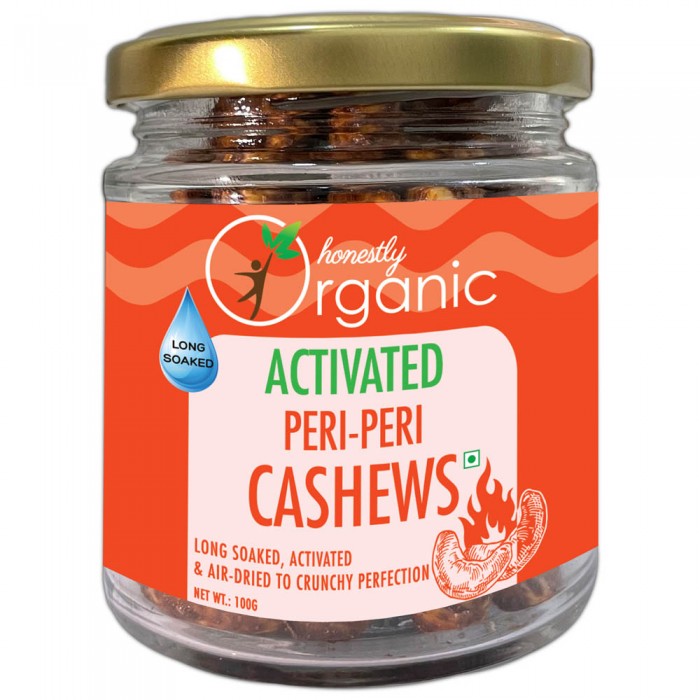 honestly
Organic
LONG
SOAKED
ACTIVATED
PERI-PERI
CASHEWS
LONG SOAKED, ACTIVATED
& AIR-DRIED TO CRUNCHY PERFECTION
NET WT.: 100G